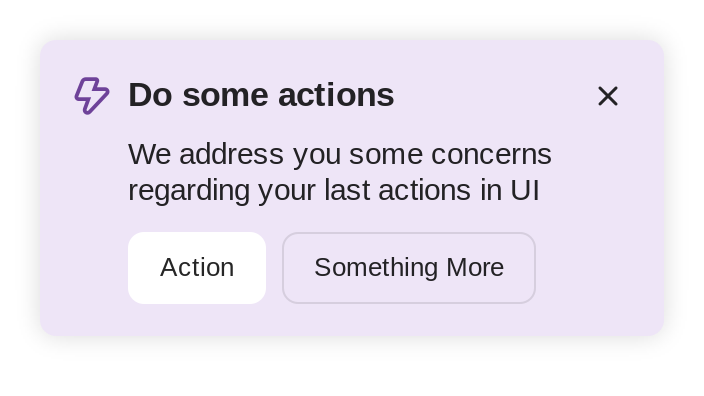 Do some actions
We address you some concerns
regarding your last actions in UI
Action
Something More